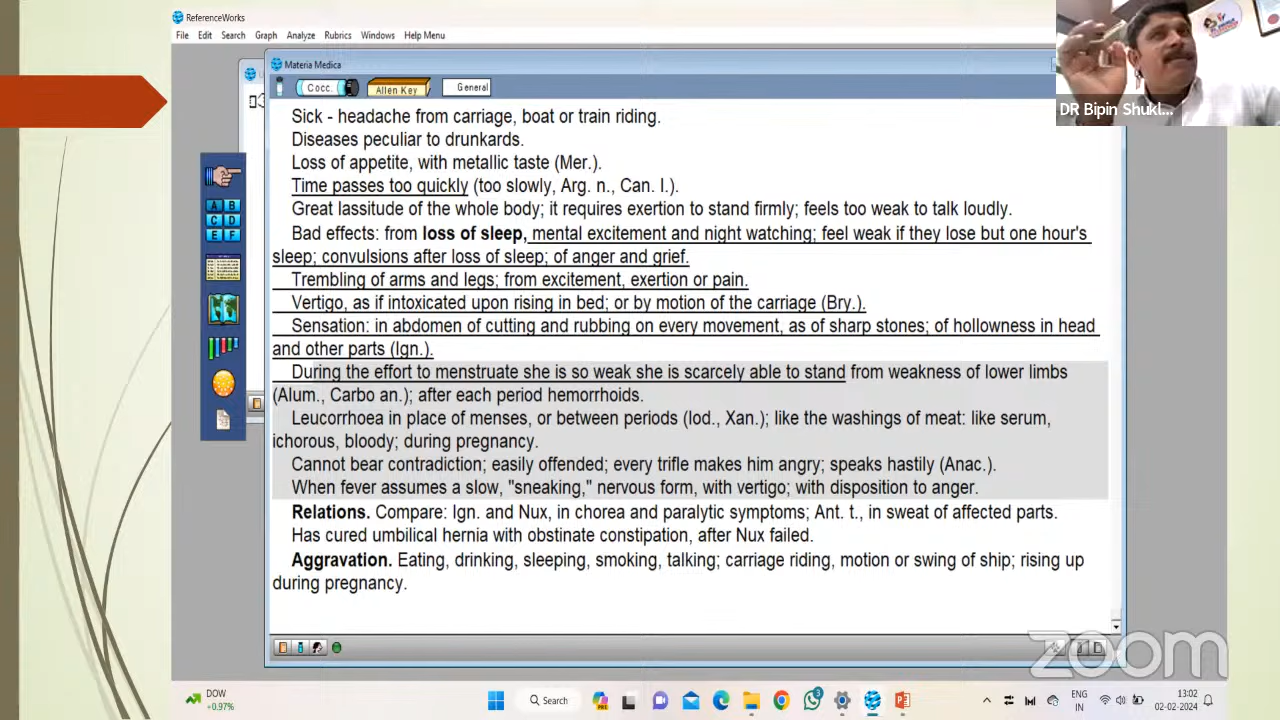 ReferenceWorks
File Edit Search Graph Analyze Rubrics Windows Help Menu
Materia Medica
Cocc. Allen Key General
DR Bipin Shukl...
Sick - headache from carriage, boat or train riding.
Diseases peculiar to drunkards.
Loss of appetite, with metallic taste (Mer.).
Time passes too quickly (too slowly, Arg. n., Can. I.).
Great lassitude of the whole body; it requires exertion to stand firmly; feels too weak to talk loudly.
Bad effects: from loss of sleep, mental excitement and night watching; feel weak if they lose but one hour's
sleep; convulsions after loss of sleep; of anger and grief.
Trembling of arms and legs; from excitement, exertion or pain.
Vertigo, as if intoxicated upon rising in bed; or by motion of the carriage (Bry.).
Sensation: in abdomen of cutting and rubbing on every movement, as of sharp stones; of hollowness in head
and other parts (Ign.).
During the effort to menstruate she is so weak she is scarcely able to stand from weakness of lower limbs
(Alum., Carbo an.); after each period hemorrhoids.
Leucorrhoea in place of menses, or between periods (Iod., Xan.); like the washings of meat: like serum,
ichorous, bloody; during pregnancy.
Cannot bear contradiction; easily offended; every trifle makes him angry; speaks hastily (Anac.).
When fever assumes a slow, "sneaking," nervous form, with vertigo; with disposition to anger.
Relations. Compare: Ign. and Nux, in chorea and paralytic symptoms; Ant. t., in sweat of affected parts.
Has cured umbilical hernia with obstinate constipation, after Nux failed.
Aggravation. Eating, drinking, sleeping, smoking, talking; carriage riding, motion or swing of ship; rising up
during pregnancy.
A B
C D
E F
zoom
DOW
+0.97%
Search
3
ENG
IN
13:02
02-02-2024